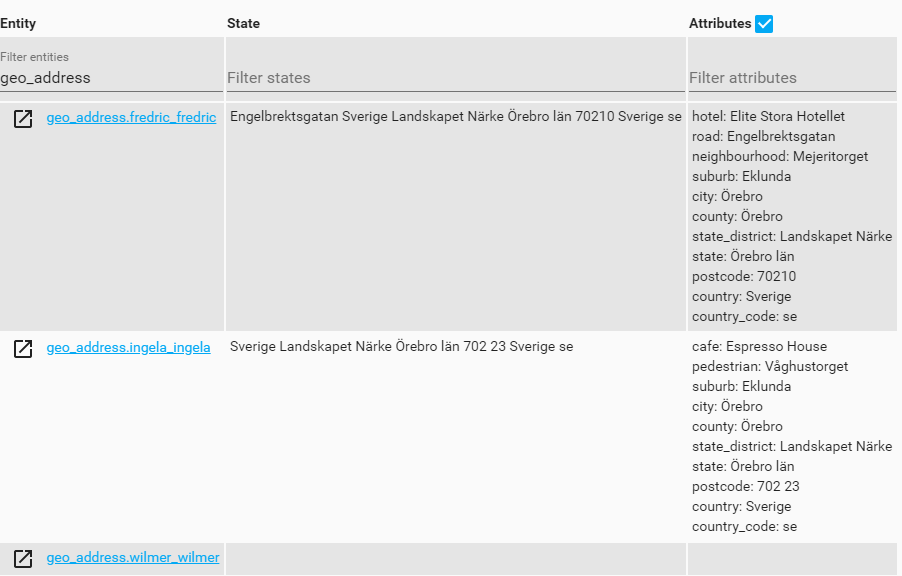 Entity State Attributes
Filter entities
geo_address Filter states Filter attributes
geo_address.fredric_fredric Engelbrektsgatan Sverige Landskapet Närke Örebro län 70210 Sverige se hotel: Elite Stora Hotellet
road: Engelbrektsgatan
neighbourhood: Mejeritorget
suburb: Eklunda
city: Örebro
county: Örebro
state_district: Landskapet Närke
state: Örebro län
postcode: 70210
country: Sverige
country_code: se
geo_address.ingela_ingela Sverige Landskapet Närke Örebro län 702 23 Sverige se cafe: Espresso House
pedestrian: Våghustorget
suburb: Eklunda
city: Örebro
county: Örebro
state_district: Landskapet Närke
state: Örebro län
postcode: 702 23
country: Sverige
country_code: se
geo_address.wilmer_wilmer